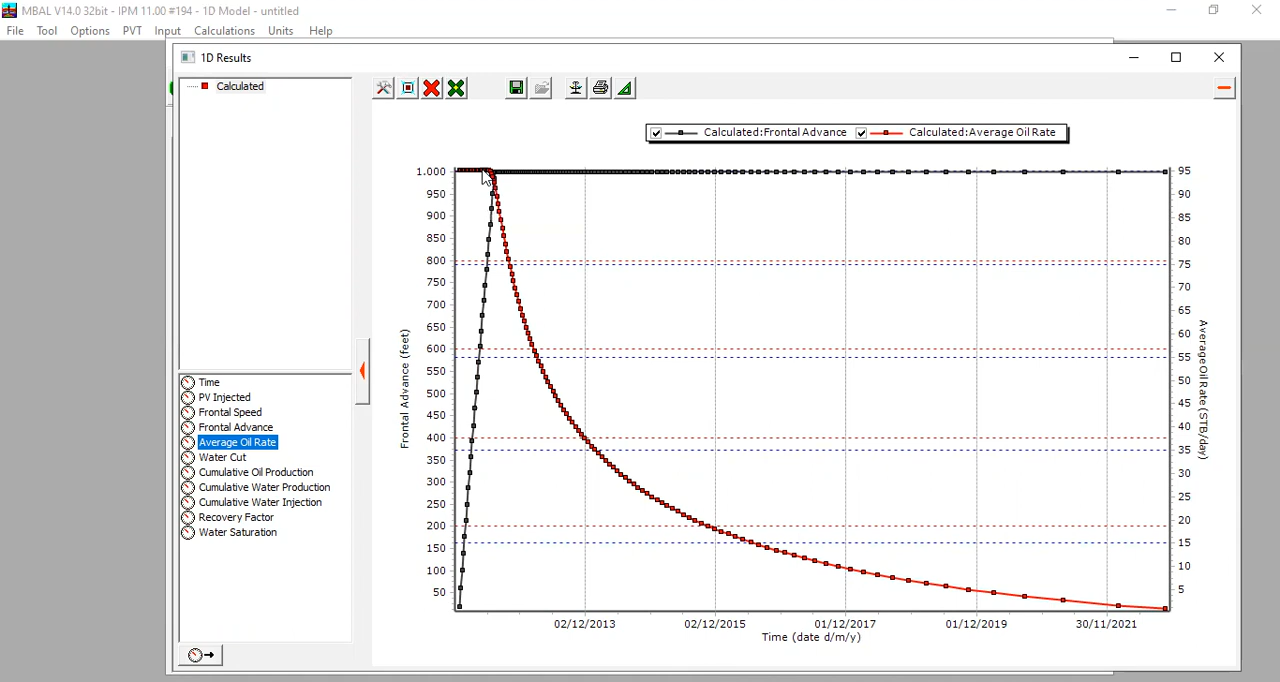 MBAL V14.0 32bit - IPM 11.00 #194 - 1D Model - untitled
File Tool Options PVT Input Calculations Units Help
1D Results
Calculated
Calculated:Frontal Advance Calculated:Average Oil Rate
1.000
950
900
850
800
750
700
650
600
550
500
450
400
350
300
250
200
150
100
50
Frontal Advance (feet)
95
90
85
80
75
70
65
60
55
50
45
40
35
30
25
20
15
10
5
Average Oil Rate (STB/day)
02/12/2013 02/12/2015 01/12/2017 01/12/2019 30/11/2021
Time (date d/m/y)
Time
PV Injected
Frontal Speed
Frontal Advance
Average Oil Rate
Water Cut
Cumulative Oil Production
Cumulative Water Production
Cumulative Water Injection
Recovery Factor
Water Saturation